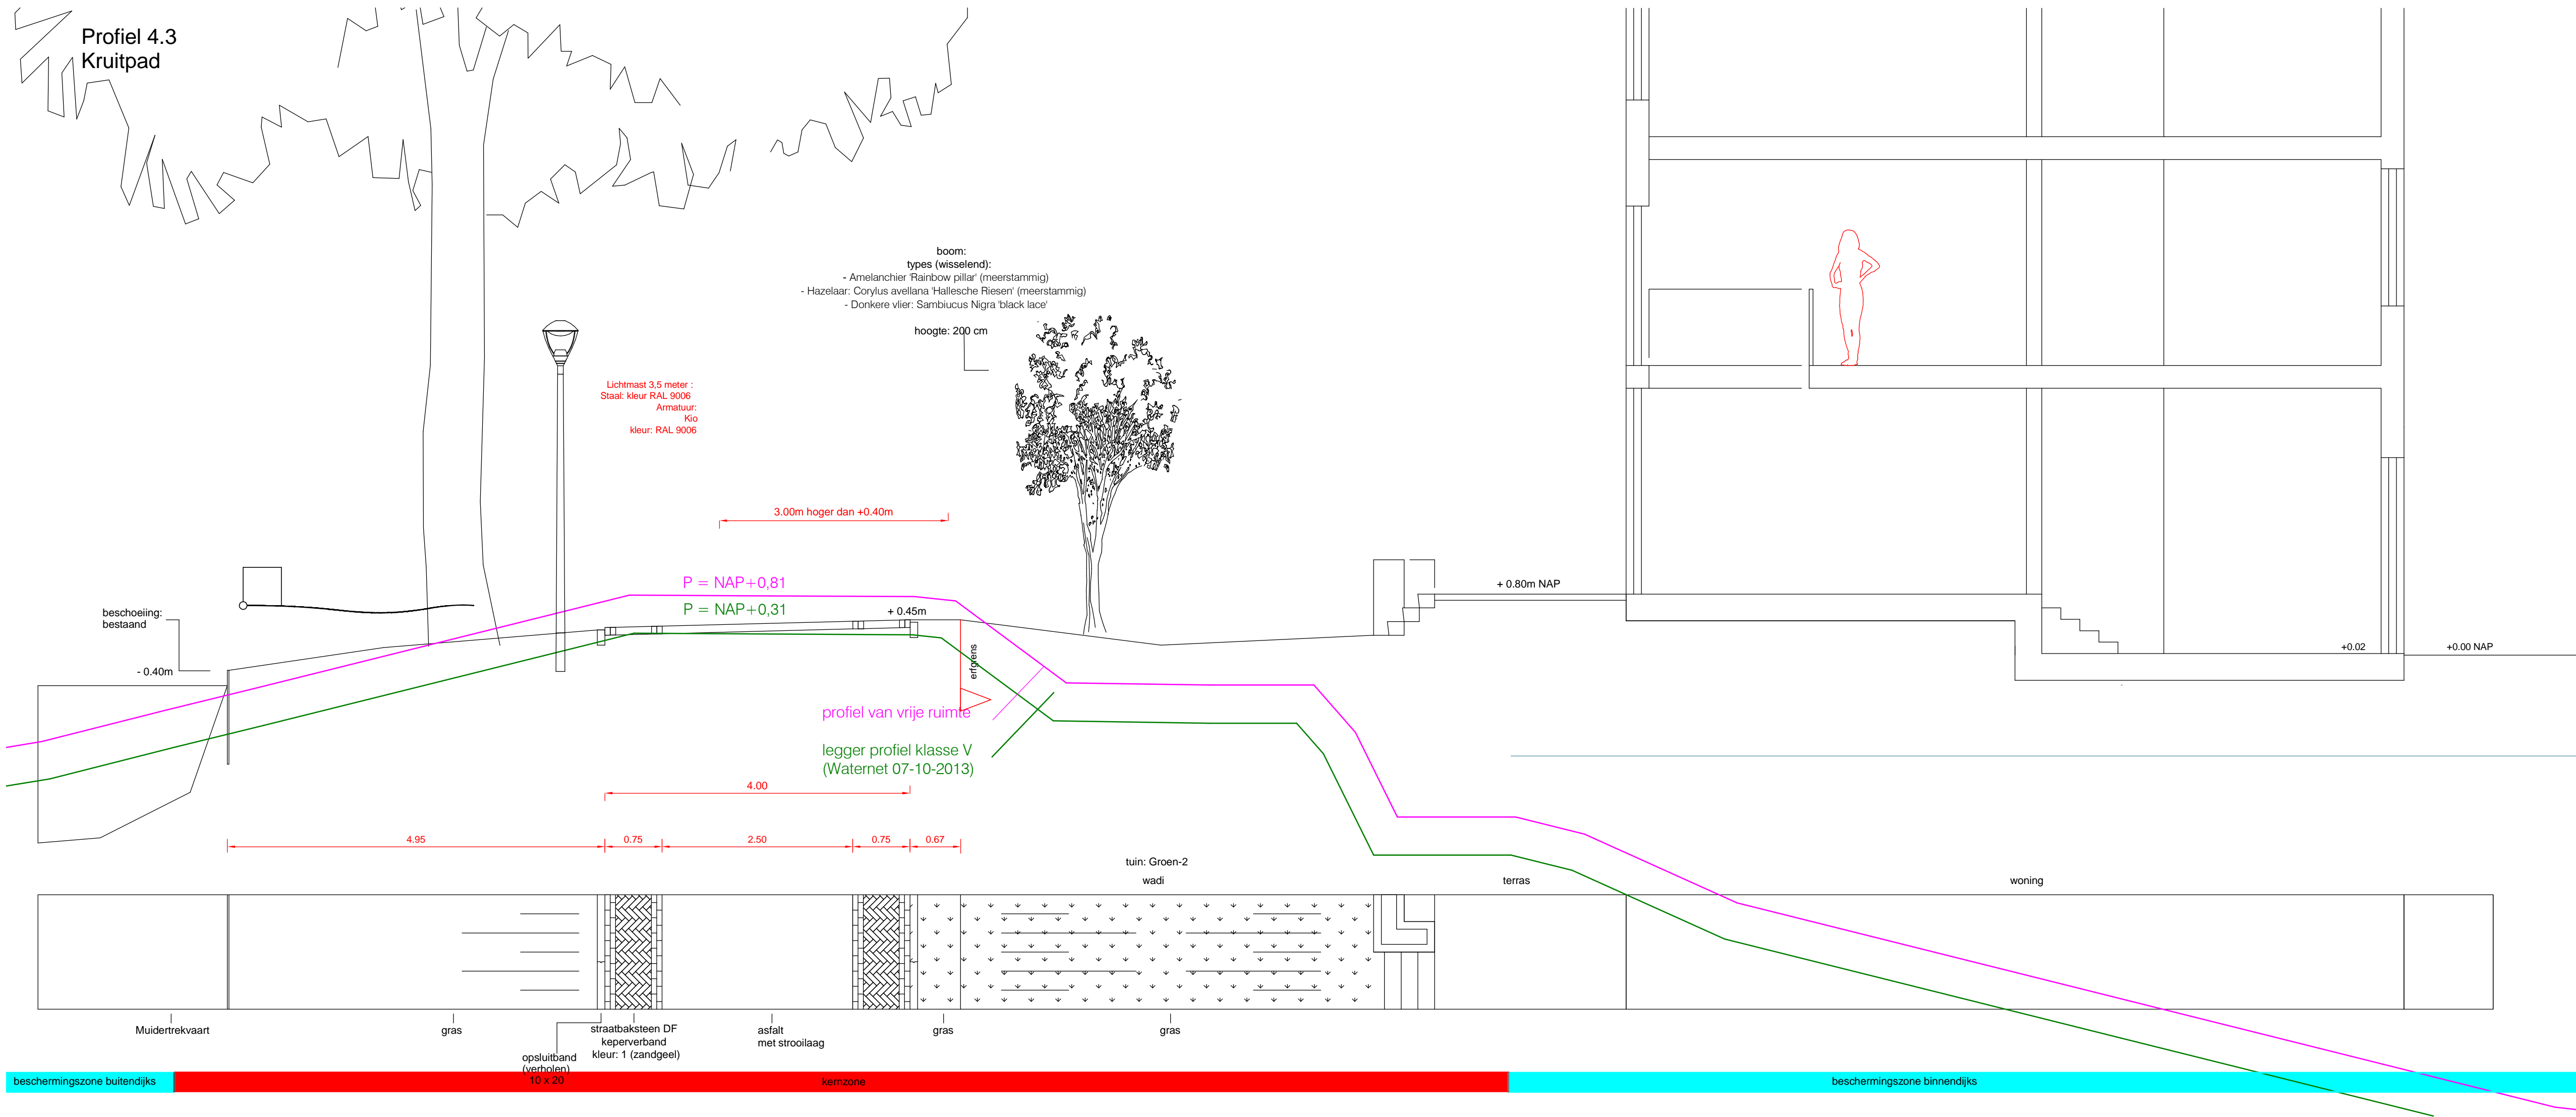 Profiel 4.3
Kruitpad
boom:
types (wisselend):
- Amelanchier 'Rainbow pillar' (meerstammig)
- Hazelaar: Corylus avellana 'Hallesche Riesen' (meerstammig)
- Donkere vlier: Sambiucus Nigra 'black lace'
hoogte: 200 cm
Lichtmast 3,5 meter :
Staal: kleur RAL 9006
Armatuur:
Kio
kleur: RAL 9006
3.00m hoger dan +0.40m
P = NAP+0,81
P = NAP+0,31
+ 0.45m
+ 0.80m NAP
beschoeiing:
bestaand
- 0.40m
erfgrens
+0.02
+0.00 NAP
profiel van vrije ruimte
legger profiel klasse V
(Waternet 07-10-2013)
4.00
4.95
0.75
2.50
0.75
0.67
tuin: Groen-2
wadi
terras
woning
Muidertrekvaart
gras
opsluitband
(verholen)
10 x 20
straatbaksteen DF
keperverband
kleur: 1 (zandgeel)
asfalt
met strooilaag
gras
gras
beschermingszone buitendijks
kernzone
beschermingszone binnendijks